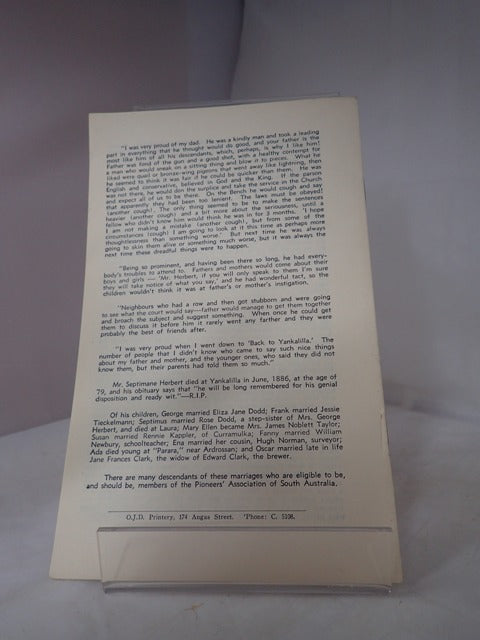 "I was very proud of my dad. He was a kindly man and took a leading
part in everything that he thought would do good, and your father is the
most like him of all his descendants, which, perhaps, is why I like him!
Father was fond of the gun and a good shot, with a healthy contempt for
a man who would sneak on a sitting thing and blow it to pieces. What he
liked were quail or bronze-wing pigeons that went away like lightning, then
he seemed to think it was fair if he could be quicker than them. He was
English and conservative, believed in God and the King. If the parson
was not there, he would don the surplice and take the service in the Church
and expect all of us to be there. On the Bench he would cough and say
that apparently they had been too lenient. The laws must be obeyed!
(another cough!. The only thing seemed to be to make the sentences
heavier (another cough) and a bit more about the seriousness, until a
fellow who didn't know him would think he was in for 3 months. 'I hope
I am not making a mistake (another cough), but from some of the
circumstances (cough) I am going to look at it this time as perhaps more
thoughtlessness than something worse.' But next time he was always
going to skin them alive or something much worse, but it was always the
next time these dreadful things were to happen.
"Being so prominent, and having been there so long, he had every-
body's troubles to attend to. Fathers and mothers would come about their
boys and girls — 'Mr. Herbert, if you will only speak to them I'm sure
they will take notice of what you say,' and he had wonderful tact, so the
children wouldn't think it was at father's or mother's instigation.
"Neighbours who had a row and then got stubborn and were going
to see what the court would say—father would manage to get them together
and broach the subject and suggest something. When once he could get
them to discuss it before him it rarely went any farther and they were
probably the best of friends after.
"I was very proud when I went down to 'Back to Yankalilla.' The
number of people that I didn't know who came to say such nice things
about my father and mother, and the younger ones, who said they did not
know them, but their parents had told them so much."
Mr. Septimane Herbert died at Yankalilla in June, 1886, at the age of
79, and his obituary says that "he will be long remembered for his genial
disposition and ready wit."—R.I.P.
Of his children, George married Eliza Jane Dodd; Frank married Jessie
Tieckelmann; Septimus married Rose Dodd, a step-sister of Mrs. George
Herbert, and died at Laura; Mary Ellen became Mrs. James Noblett Taylor;
Susan married Rennie Kappler, of Curramulka; Fanny married William
Newbury, schoolteacher; Ena married her cousin, Hugh Norman, surveyor;
Ada died young at "Parara," near Ardrossan; and Oscar married late in life
Jane Frances Clark, the widow of Edward Clark, the brewer.
There are many descendants of these marriages who are eligible to be,
and should be, members of the Pioneers' Association of South Australia.
O.J.D. Printery, 174 Angas Street. 'Phone: C. 5198.